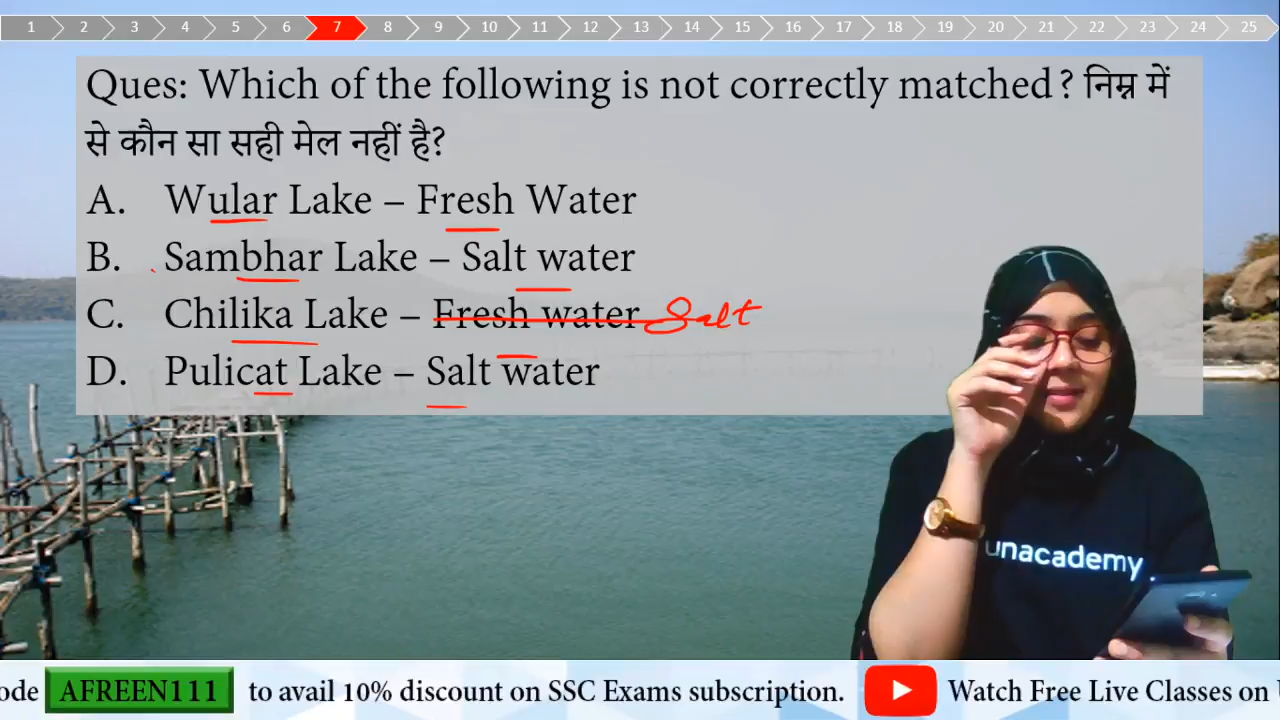 1 2 3 4 5 6 7 8 9 10 11 12 13 14 15 16 17 18 19 20 21 22 23 24 25
Ques: Which of the following is not correctly matched? निम्न में
से कौन सा सही मेल नहीं है?
A. Wular Lake – Fresh Water
B. Sambhar Lake – Salt water
C. Chilika Lake – Fresh water Salt
D. Pulicat Lake – Salt water
unacademy
ode AFREEN111 to avail 10% discount on SSC Exams subscription. Watch Free Live Classes on